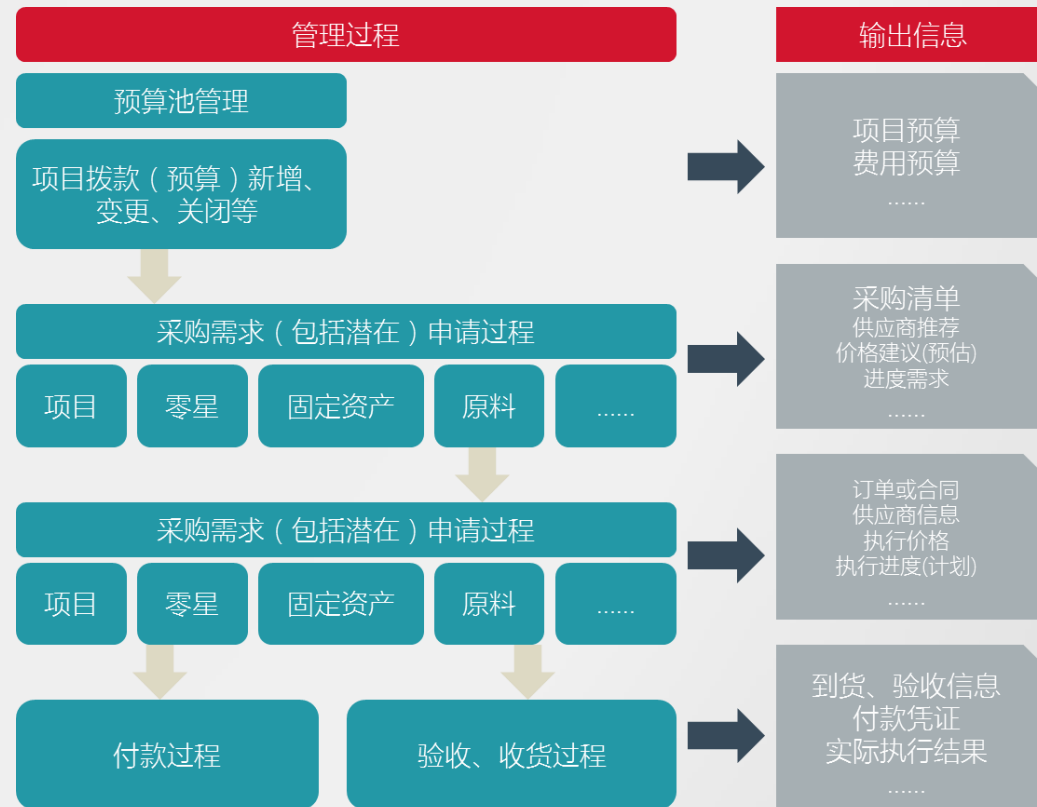 管理过程
输出信息
预算池管理
项目拨款（预算）新增、
变更、关闭等
项目预算
费用预算
......
采购需求（包括潜在）申请过程
项目
零星
固定资产
原料
......
采购清单
供应商推荐
价格建议(预估)
进度需求
......
采购需求（包括潜在）申请过程
项目
零星
固定资产
原料
......
订单或合同
供应商信息
执行价格
执行进度(计划)
......
付款过程
验收、收货过程
到货、验收信息
付款凭证
实际执行结果
......